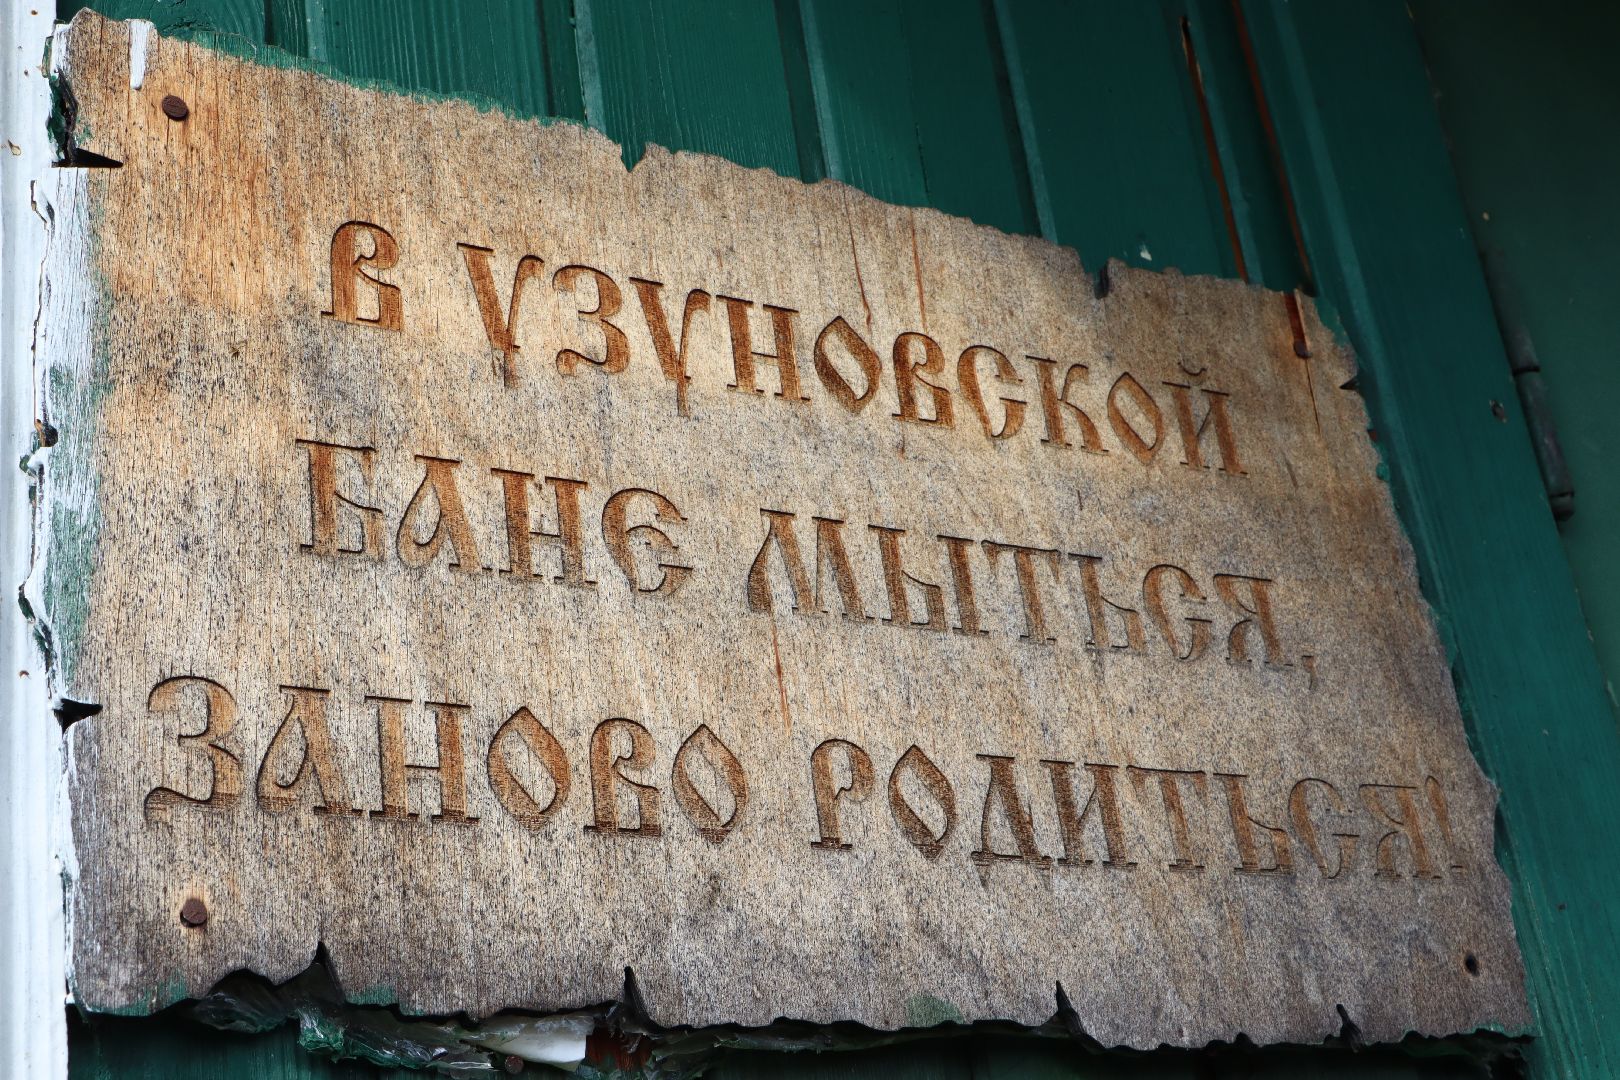 В УЗУНОВСКОЙ
БАНЕ МЫТЬСЯ,
ЗАНОВО РОДИТЬСЯ!